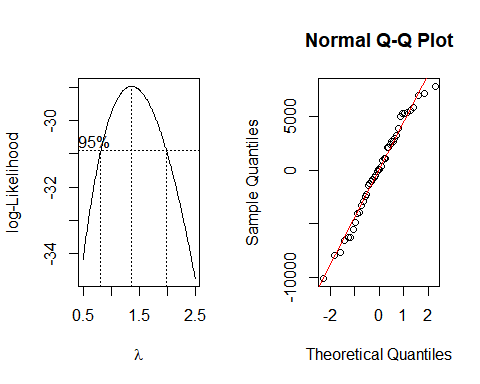 log-Likelihood
-30
-34
95%
0.5
1.5
2.5
λ
Normal Q-Q Plot
Sample Quantiles
5000
0
-10000
-2
0
1
2
Theoretical Quantiles